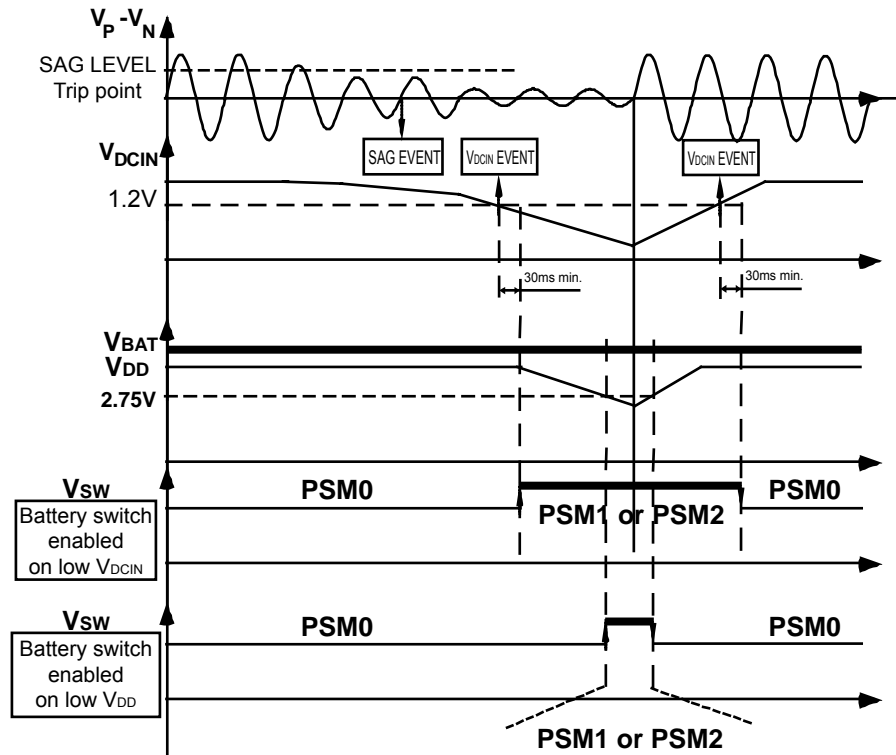 VP - VN
SAG LEVEL
Trip point
SAG EVENT
VDCIN EVENT
VDCIN EVENT
VDCIN
1.2V
30ms min.
30ms min.
VBAT
VDD
2.75V
VSW
PSM0
PSM0
Battery switch
enabled
on low VDCIN
PSM1 or PSM2
VSW
PSM0
PSM0
Battery switch
enabled
on low VDD
PSM1 or PSM2